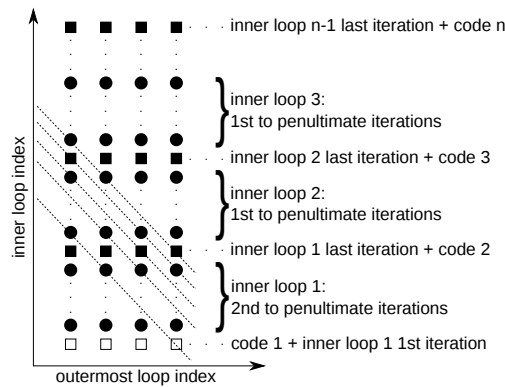 inner loop n-1 last iteration + code n
inner loop 3:
1st to penultimate iterations
inner loop 2 last iteration + code 3
inner loop 2:
1st to penultimate iterations
inner loop 1 last iteration + code 2
inner loop 1:
2nd to penultimate iterations
code 1 + inner loop 1 1st iteration
inner loop index
outermost loop index